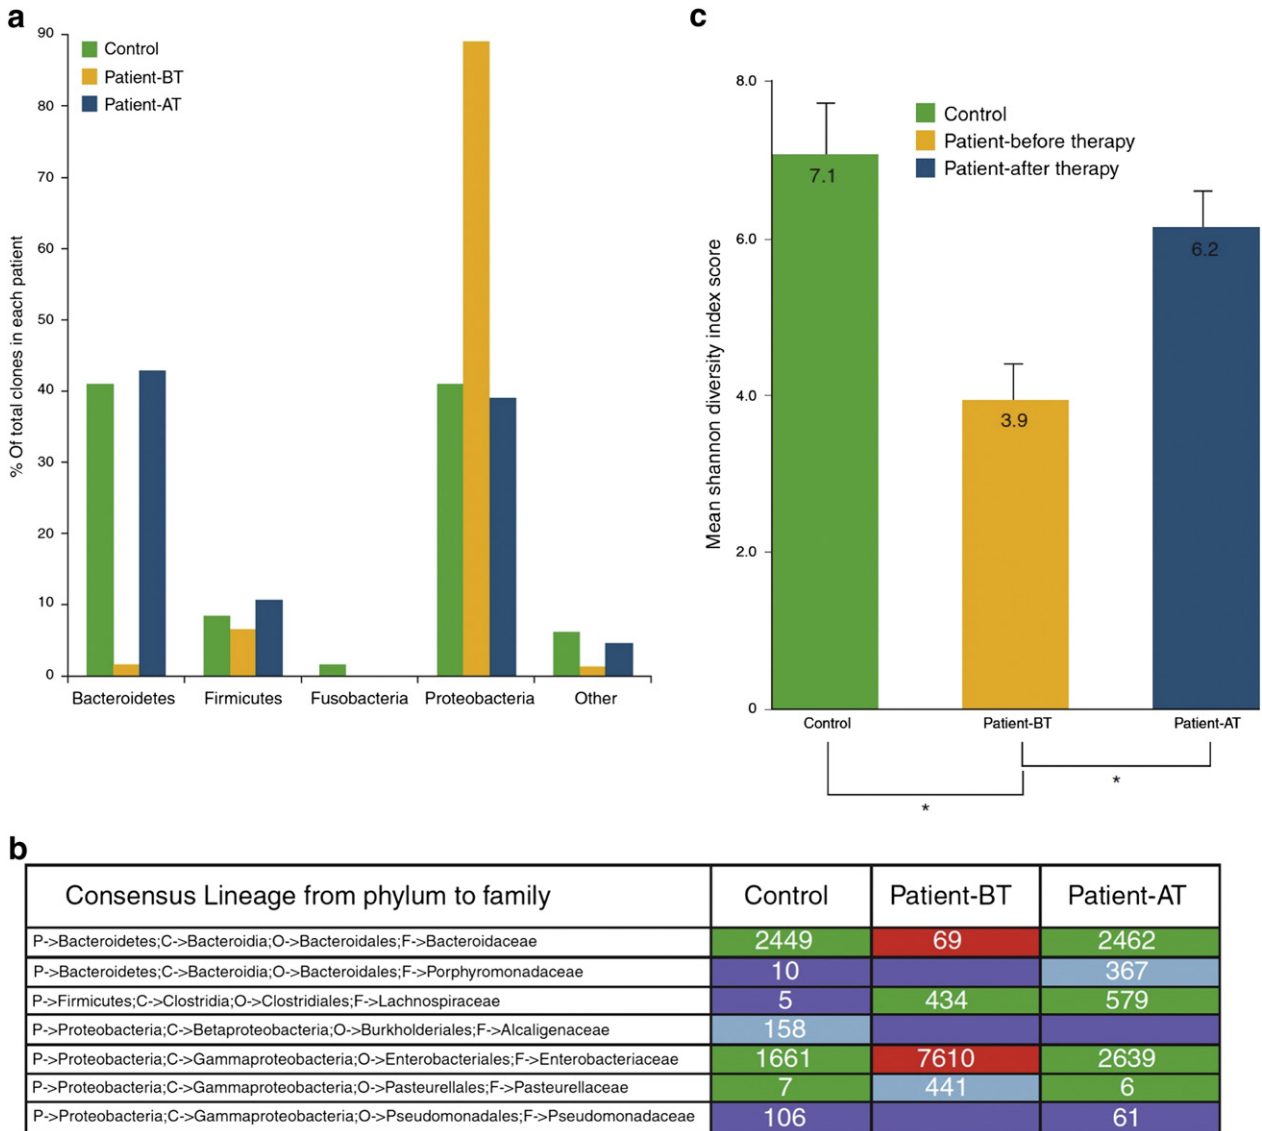 a
90
80
70
60
50
40
30
20
10
0
% Of total clones in each patient
Control
Patient-BT
Patient-AT
Bacteroidetes Firmicutes Fusobacteria Proteobacteria Other
c
8.0
6.0
4.0
2.0
0
Mean shannon diversity index score
Control
Patient-before therapy
Patient-after therapy
7.1
3.9
6.2
Control Patient-BT Patient-AT
*
*
b
Consensus Lineage from phylum to family Control Patient-BT Patient-AT
P->Bacteroidetes;C->Bacteroidia;O->Bacteroidales;F->Bacteroidaceae 2449 69 2462
P->Bacteroidetes;C->Bacteroidia;O->Bacteroidales;F->Porphyromonadaceae 10 367
P->Firmicutes;C->Clostridia;O->Clostridiales;F->Lachnospiraceae 5 434 579
P->Proteobacteria;C->Betaproteobacteria;O->Burkholderiales;F->Alcaligenaceae 158
P->Proteobacteria;C->Gammaproteobacteria;O->Enterobacteriales;F->Enterobacteriaceae 1661 7610 2639
P->Proteobacteria;C->Gammaproteobacteria;O->Pasteurellales;F->Pasteurellaceae 7 441 6
P->Proteobacteria;C->Gammaproteobacteria;O->Pseudomonadales;F->Pseudomonadaceae 106 61